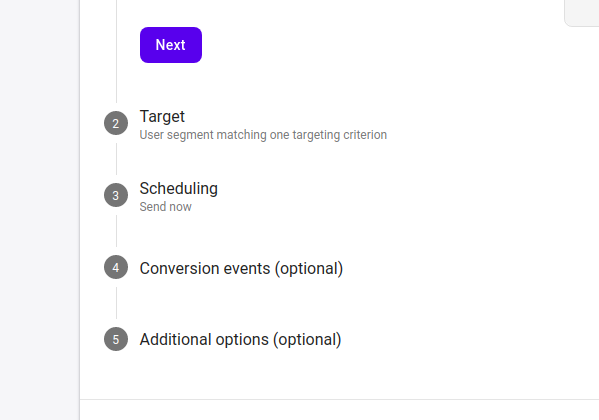 Next
2
Target
User segment matching one targeting criterion
3
Scheduling
Send now
4
Conversion events (optional)
5
Additional options (optional)